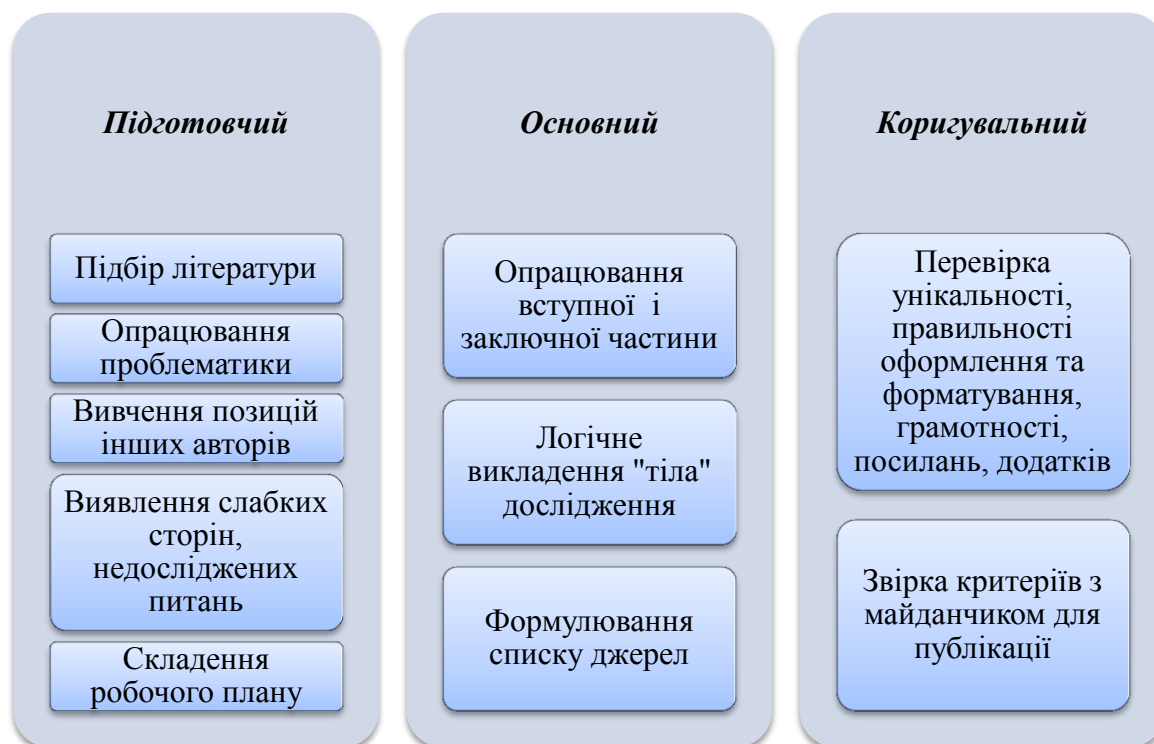 Підготовчий
Підбір літератури
Опрацювання
проблематики
Вивчення позицій
інших авторів
Виявлення слабких
сторін,
недосліджених
питань
Складення
робочого плану
Основний
Опрацювання
вступної і
заключної частини
Логічне
викладення "тіла"
дослідження
Формулювання
списку джерел
Коригувальний
Перевірка
унікальності,
правильності
оформлення та
форматування,
грамотності,
посилань, додатків
Звірка критеріїв з
майданчиком для
публікації